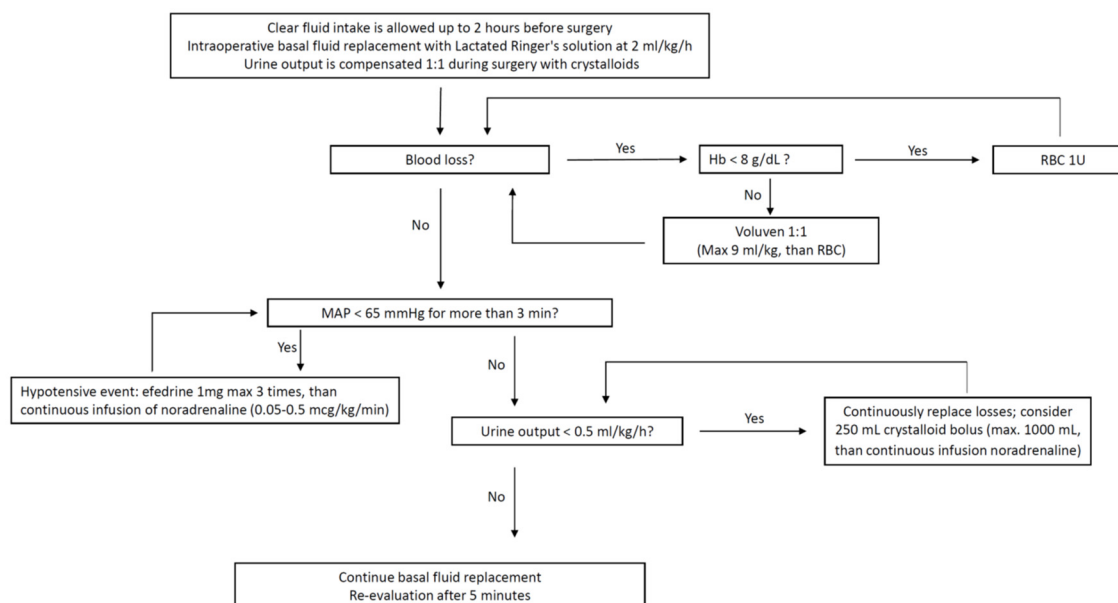 Clear fluid intake is allowed up to 2 hours before surgery
Intraoperative basal fluid replacement with Lactated Ringer's solution at 2 ml/kg/h
Urine output is compensated 1:1 during surgery with crystalloids
Blood loss?
Yes
Hb < 8 g/dL ?
Yes
RBC 1U
No
No
Voluven 1:1
(Max 9 ml/kg, than RBC)
MAP < 65 mmHg for more than 3 min?
Yes
No
Hypotensive event: efedrine 1mg max 3 times, than
continuous infusion of noradrenaline (0.05-0.5 mcg/kg/min)
Urine output < 0.5 ml/kg/h?
Yes
Continuously replace losses; consider
250 mL crystalloid bolus (max. 1000 mL,
than continuous infusion noradrenaline)
No
Continue basal fluid replacement
Re-evaluation after 5 minutes